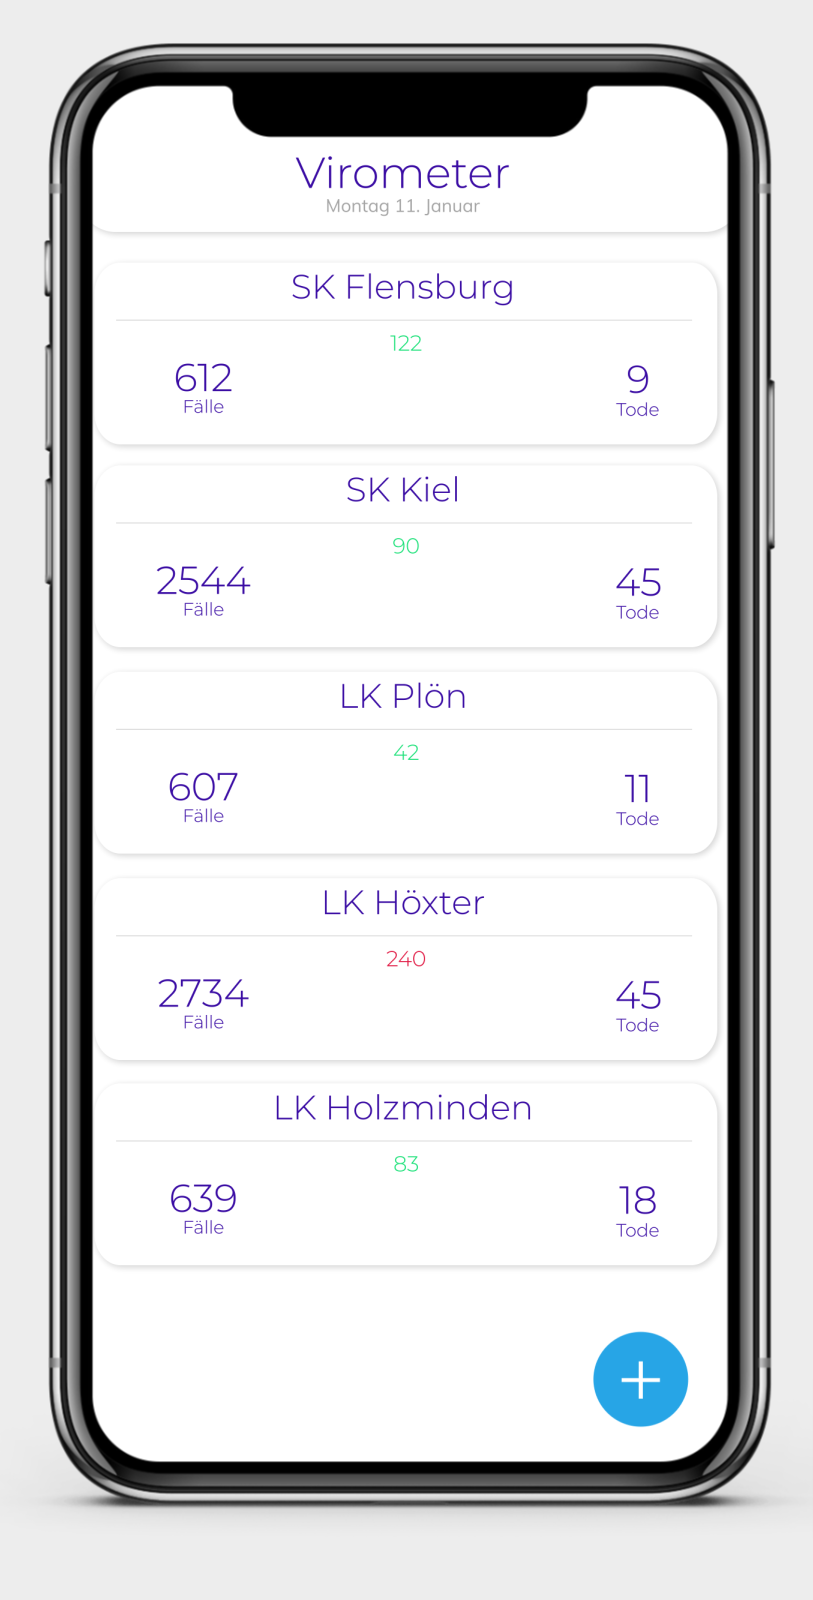 Virometer
Montag 11. Januar
SK Flensburg
122
612
Fälle
9
Tode
SK Kiel
90
2544
Fälle
45
Tode
LK Plön
42
607
Fälle
11
Tode
LK Höxter
240
2734
Fälle
45
Tode
LK Holzminden
83
639
Fälle
18
Tode